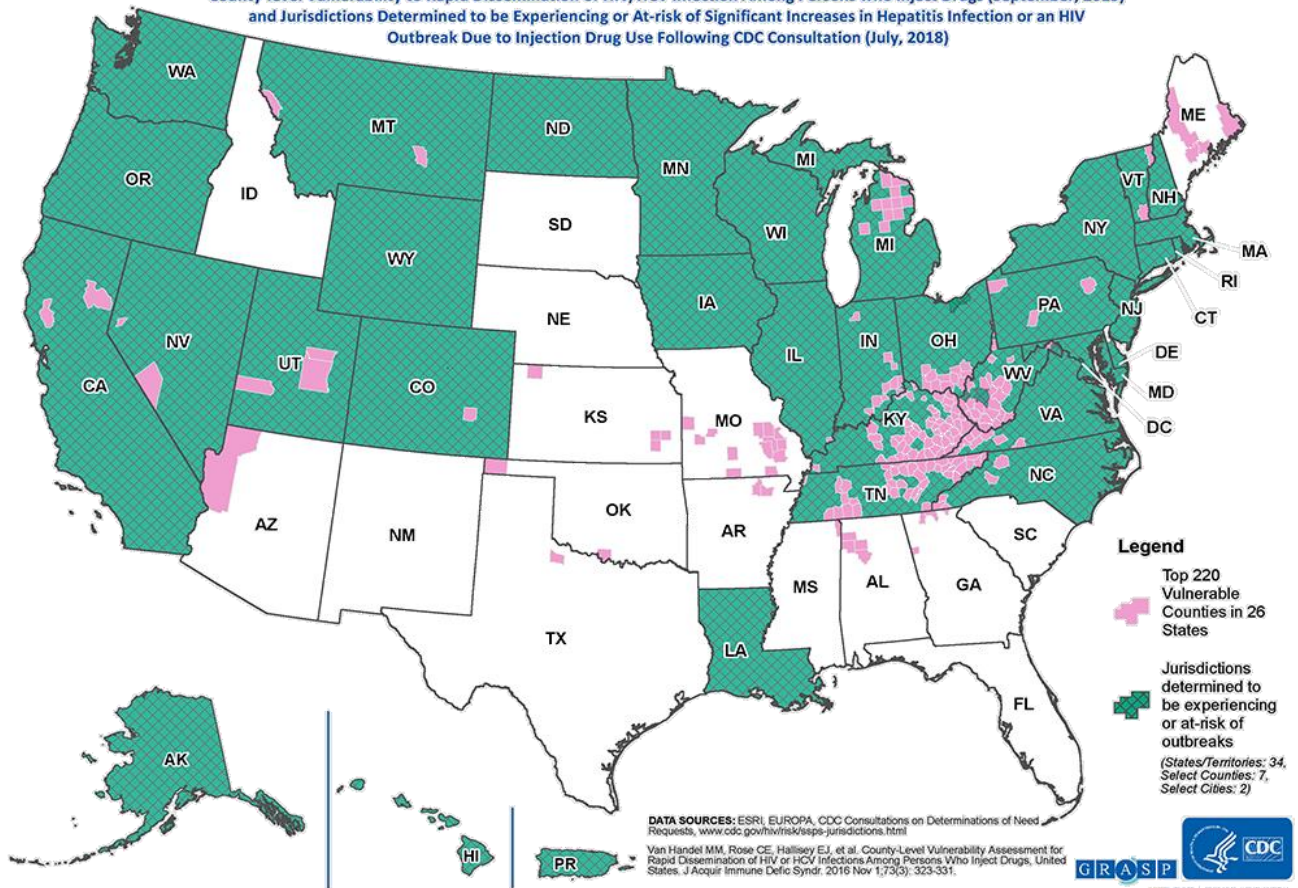 and Jurisdictions Determined to be Experiencing or At-risk of Significant Increases in Hepatitis Infection or an HIV
Outbreak Due to Injection Drug Use Following CDC Consultation (July, 2018)
WA
MT
ND
MN
OR
ID
SD
WI
MI
MI
ME
VT
NH
NY
MA
RI
CT
WY
IA
NE
PA
NJ
NV
UT
CO
CA
IL
IN
OH
DE
MD
DC
WV
VA
KS
MO
KY
NC
TN
AZ
NM
OK
AR
SC
MS
AL
GA
TX
LA
FL
AK
HI
PR
Legend
Top 220
Vulnerable
Counties in 26
States
Jurisdictions
determined to
be experiencing
or at-risk of
outbreaks
(States/Territories: 34,
Select Counties: 7,
Select Cities: 2)
DATA SOURCES: ESRI, EUROPA, CDC Consultations on Determinations of Need
Requests, www.cdc.gov/hiv/risk/ssps-jurisdictions.html
Van Handel MM, Rose CE, Hallisey EJ, et al. County-Level Vulnerability Assessment for
Rapid Dissemination of HIV or HCV Infections Among Persons Who Inject Drugs, United
States. J Acquir Immune Defic Syndr. 2016 Nov 1;73(3): 323-331.
GRASP
CDC